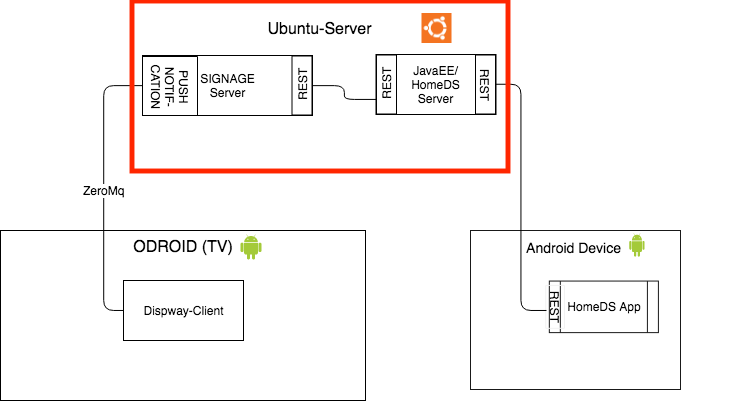 Ubuntu-Server
PUSH
NOTIF-
CATION
SIGNAGE
Server
REST
REST
JavaEE/
HomeDS
Server
REST
ZeroMq
ODROID (TV)
Android Device
Dispway-Client
REST
HomeDS App